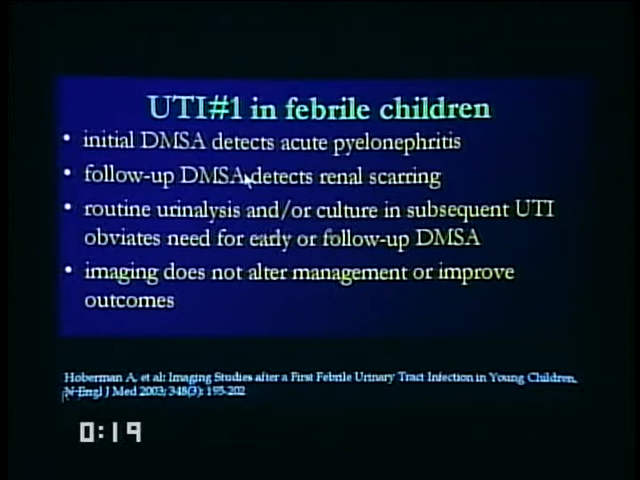 UTI#1 in febrile children
• initial DMSA detects acute pyelonephritis
• follow-up DMSA detects renal scarring
• routine urinalysis and/or culture in subsequent UTI
obviates need for early or follow-up DMSA
• imaging does not alter management or improve
outcomes
Hoberman A, et al: Imaging Studies after a First Febrile Urinary Tract Infection in Young Children,
N Engl J Med 2003; 348(3): 195-202
0:19